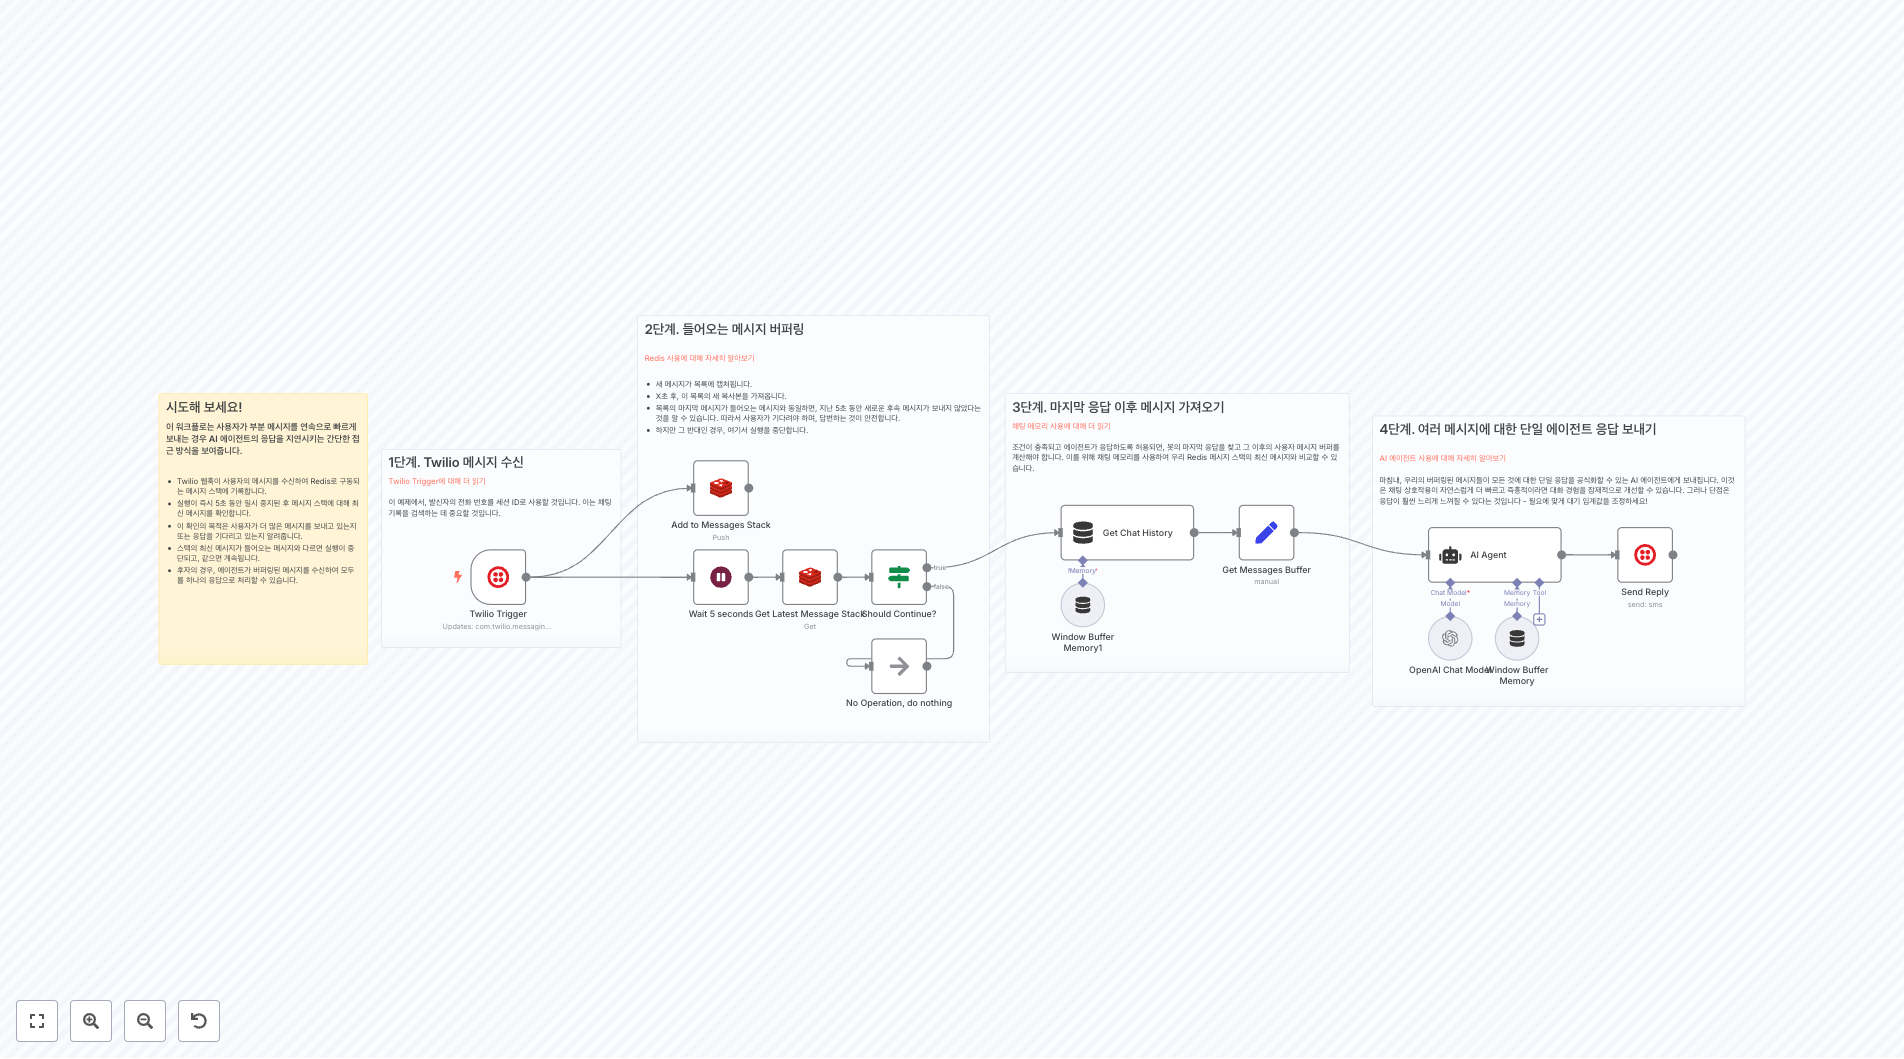 시도해 보세요!
이 워크플로는 사용자가 부분 메시지를 연속으로 빠르게
보내는 경우 AI 에이전트의 응답을 지연시키는 간단한 접
근 방식을 보여줍니다.
Twilio 웹훅이 사용자의 메시지를 수신하여 Redis로 구동되
는 메시지 스택에 기록합니다.
실행이 즉시 5초 동안 일시 중지된 후 메시지 스택에 대해 최
신 메시지를 확인합니다.
이 확인의 목적은 사용자가 더 많은 메시지를 보내고 있는지
또는 응답을 기다리고 있는지 알려줍니다.
스택의 최신 메시지가 들어오는 메시지와 다르면 실행이 중
단되고, 같으면 계속됩니다.
후자의 경우, 에이전트가 버퍼링된 메시지를 수신하여 모두
를 하나의 응답으로 처리할 수 있습니다.
1단계. Twilio 메시지 수신
Twilio Trigger에 대해 더 읽기
이 예제에서, 발신자의 전화 번호를 세션 ID로 사용할 것입니다. 이는 채팅
기록을 검색하는 데 중요할 것입니다.
Twilio Trigger
Updates: com.twilio.messagin...
2단계. 들어오는 메시지 버퍼링
Redis 사용에 대해 자세히 알아보기
새 메시지가 목록에 캡처됩니다.
X초 후, 이 목록의 새 복사본을 가져옵니다.
목록의 마지막 메시지가 들어오는 메시지와 동일하면, 지난 5초 동안 새로운 후속 메시지가 보내지 않았다는
것을 알 수 있습니다. 따라서 사용자가 기다려야 하며, 답변하는 것이 안전합니다.
하지만 그 반대인 경우, 여기서 실행을 중단합니다.
Add to Messages Stack
Push
Wait 5 seconds
Get Latest Message Stack
Get
Should Continue?
true
false
No Operation, do nothing
3단계. 마지막 응답 이후 메시지 가져오기
채팅 메모리 사용에 대해 더 읽기
조건이 충족되고 에이전트가 응답하도록 허용되면, 봇의 마지막 응답을 찾고 그 이후의 사용자 메시지 버퍼를
계산해야 합니다. 이를 위해 채팅 메모리를 사용하여 우리 Redis 메시지 스택의 최신 메시지와 비교할 수 있
습니다.
Get Chat History
Memory*
Window Buffer
Memory1
Get Messages Buffer
manual
4단계. 여러 메시지에 대한 단일 에이전트 응답 보내기
AI 에이전트 사용에 대해 자세히 알아보기
마침내, 우리의 버퍼링된 메시지들이 모든 것에 대한 단일 응답을 공식화할 수 있는 AI 에이전트에게 보내집니다. 이것
은 채팅 상호작용이 자연스럽게 더 빠르고 즉흥적이라면 대화 경험을 잠재적으로 개선할 수 있습니다. 그러나 단점은
응답이 훨씬 느리게 느껴질 수 있다는 것입니다 - 필요에 맞게 대기 임계값을 조정하세요!
AI Agent
Chat Model*
Memory
Tool
Model
Memory
OpenAI Chat Model
Window Buffer
Memory
Send Reply
send: sms